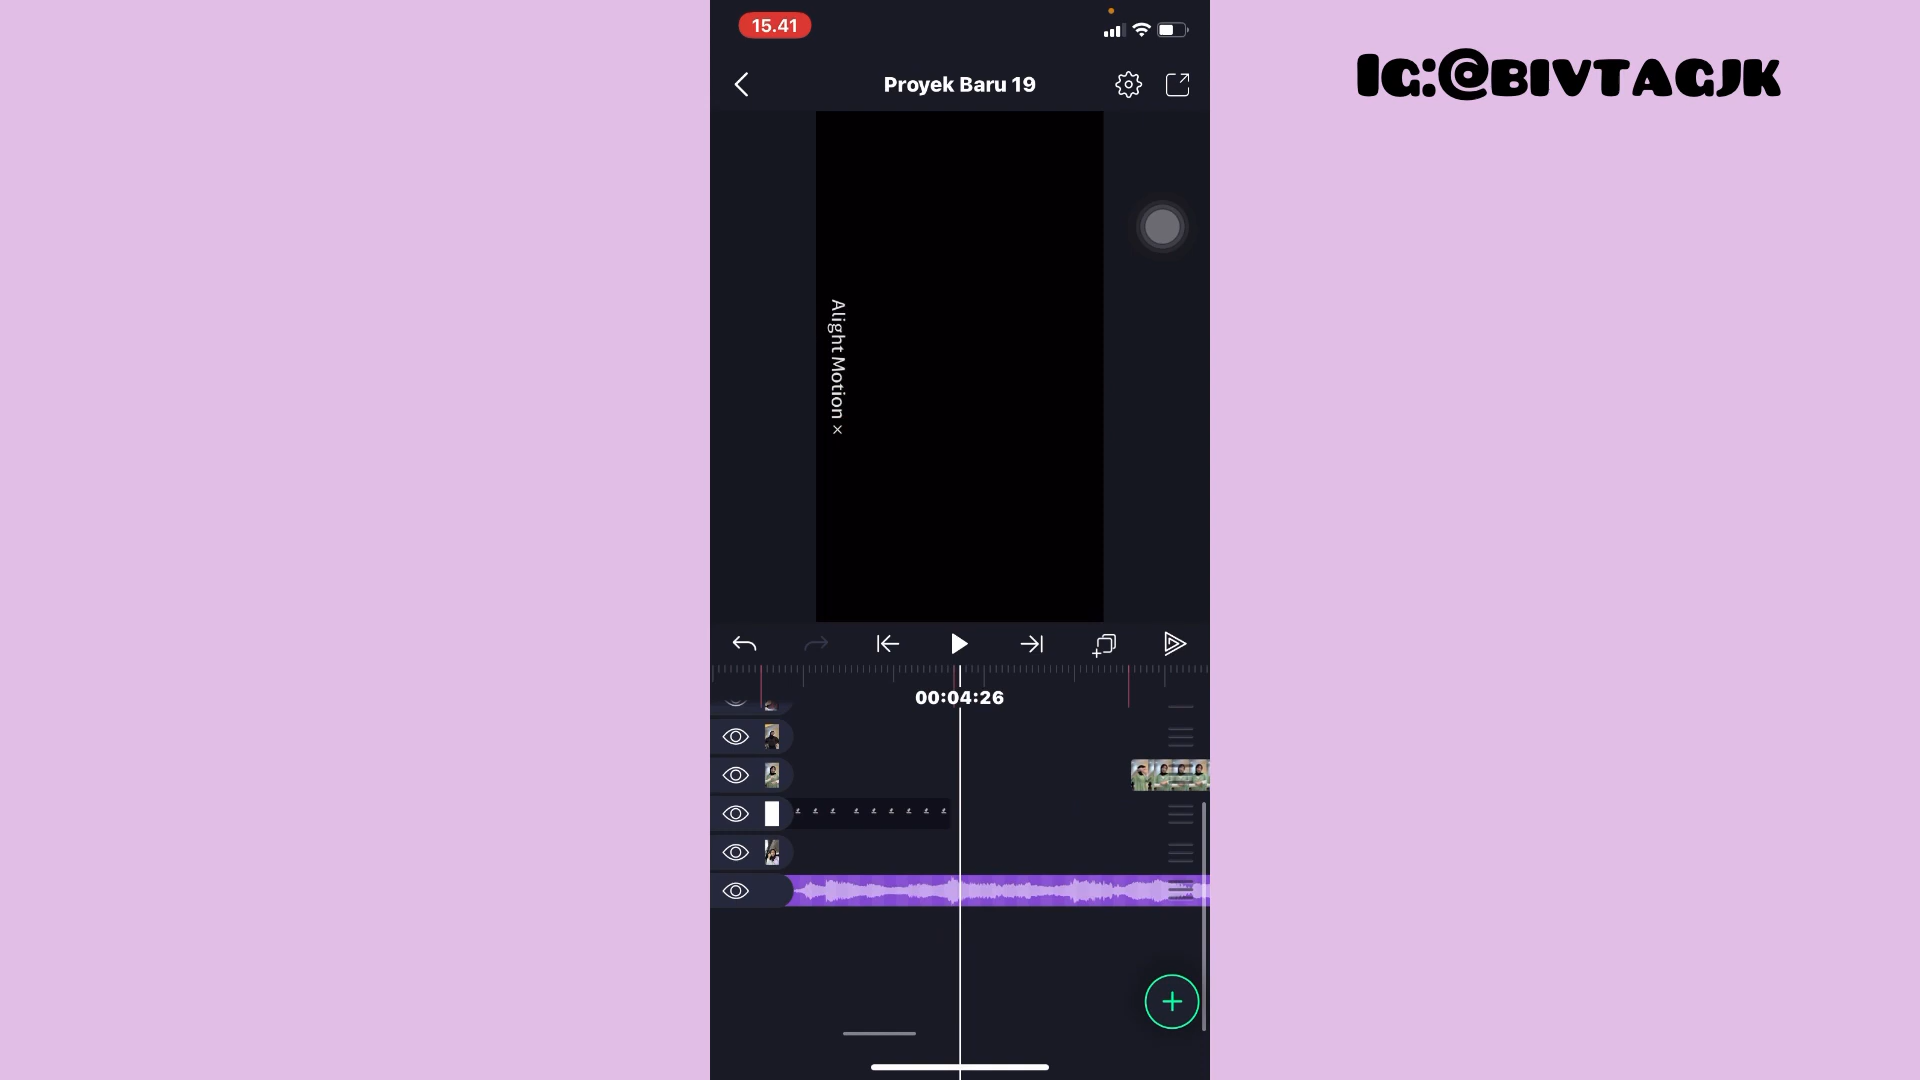 15.41
IG:@BIVTAGJK
Proyek Baru 19
Alight Motion ×
00:04:26